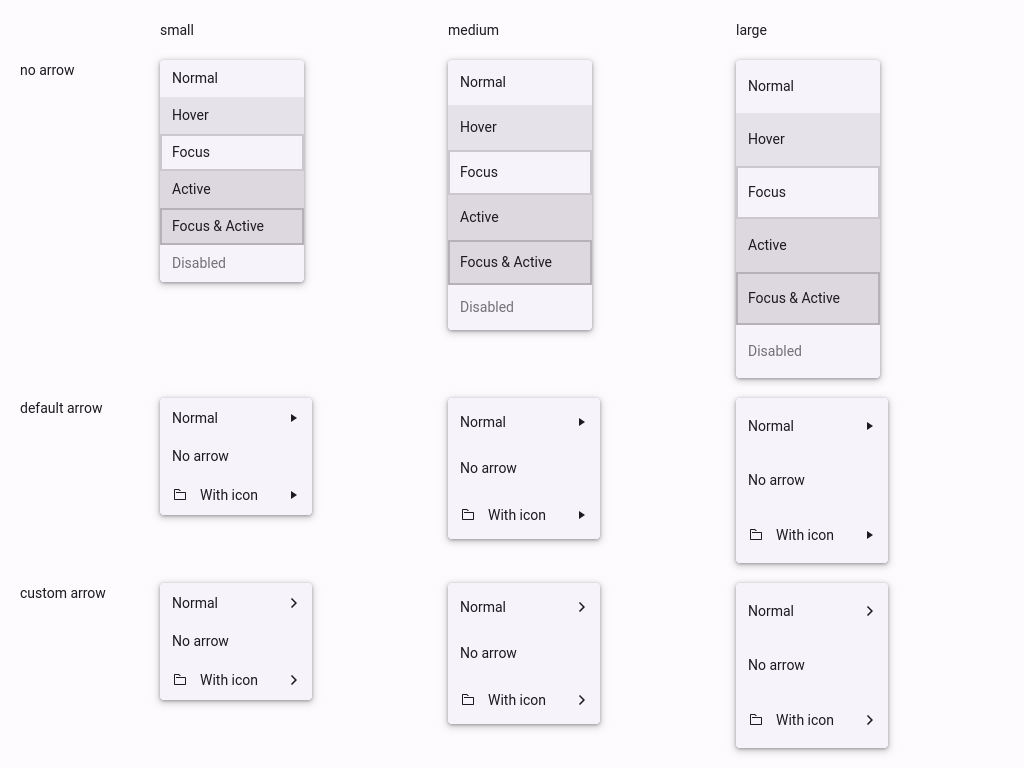 small
medium
large
no arrow
Normal
Hover
Focus
Active
Focus & Active
Disabled
Normal
Hover
Focus
Active
Focus & Active
Disabled
Normal
Hover
Focus
Active
Focus & Active
Disabled
default arrow
Normal
No arrow
With icon
Normal
No arrow
With icon
Normal
No arrow
With icon
custom arrow
Normal
No arrow
With icon
Normal
No arrow
With icon
Normal
No arrow
With icon